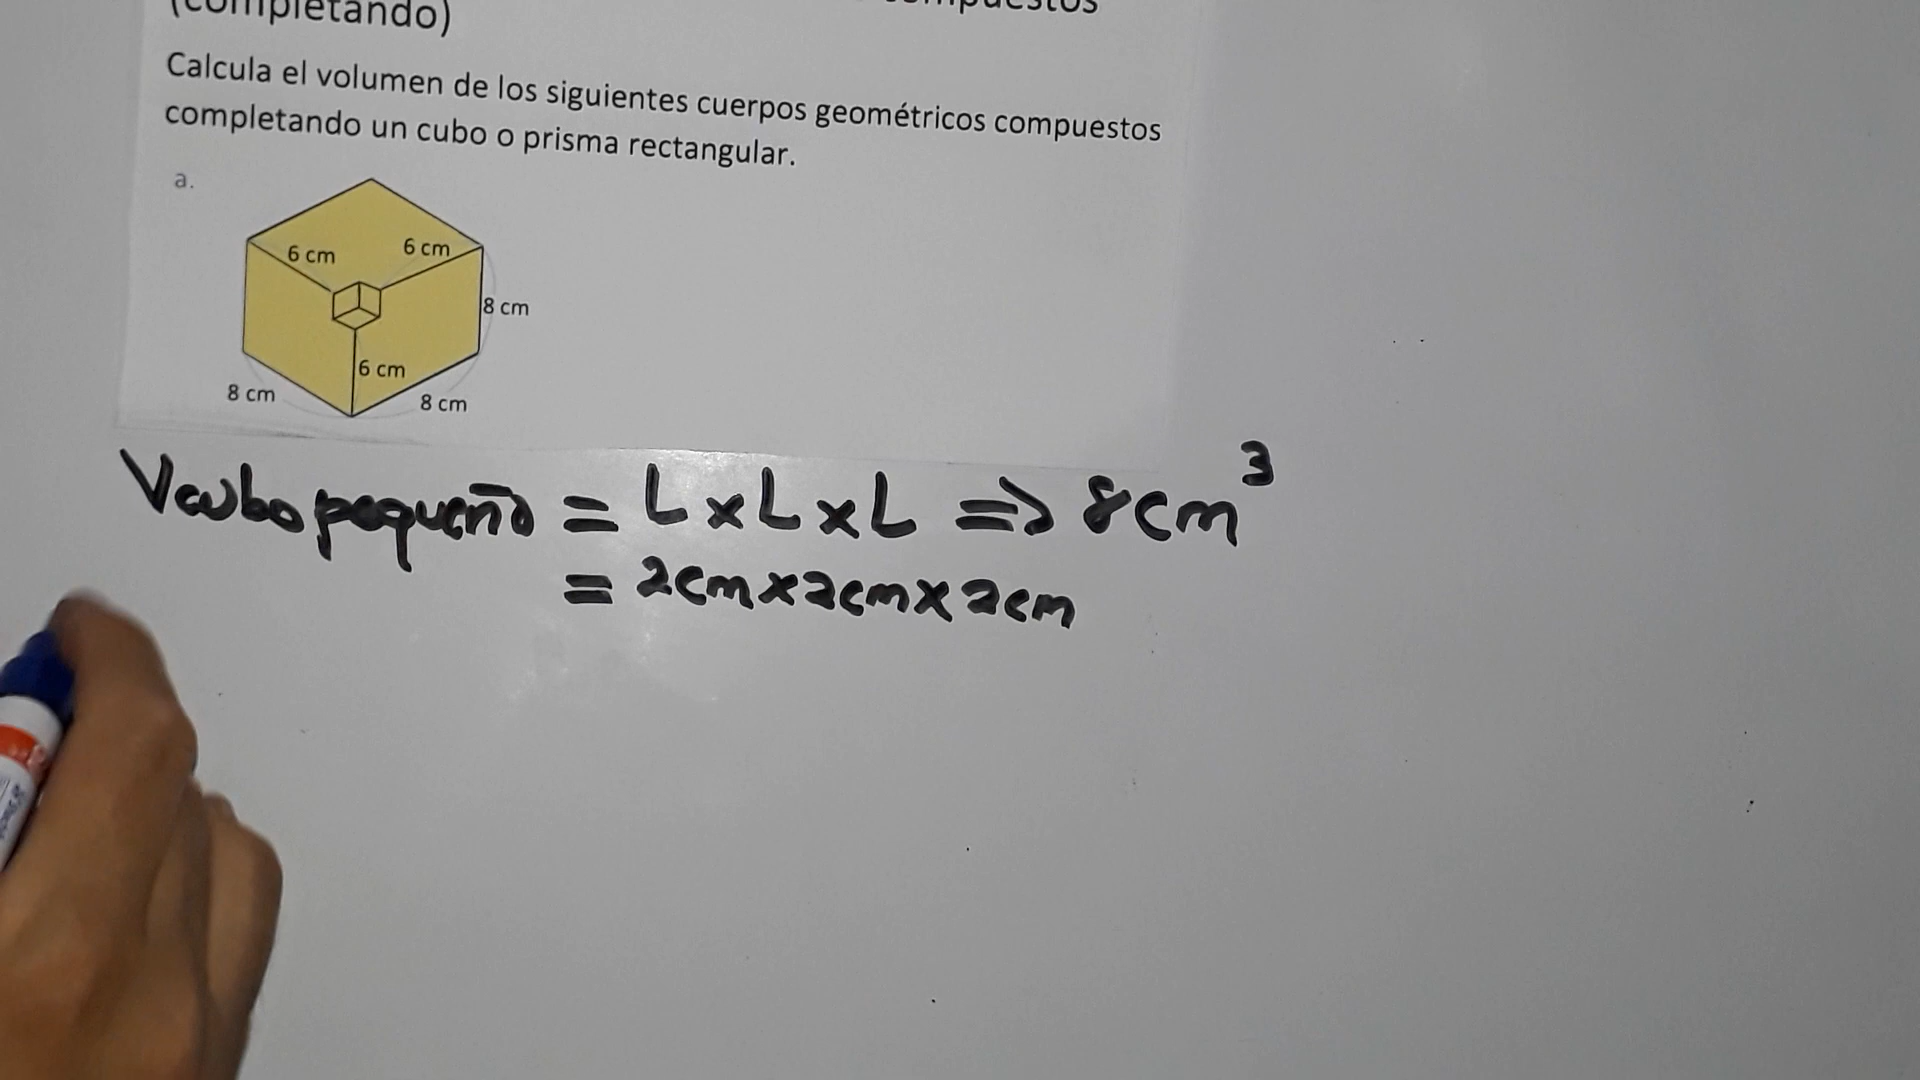 (completando)
Calcula el volumen de los siguientes cuerpos geométricos compuestos
completando un cubo o prisma rectangular.
a.
6 cm 6 cm
8 cm
6 cm
8 cm 8 cm
Vcubo pequeño = L x L x L => 8cm³
= 2cm x 2cm x 2cm